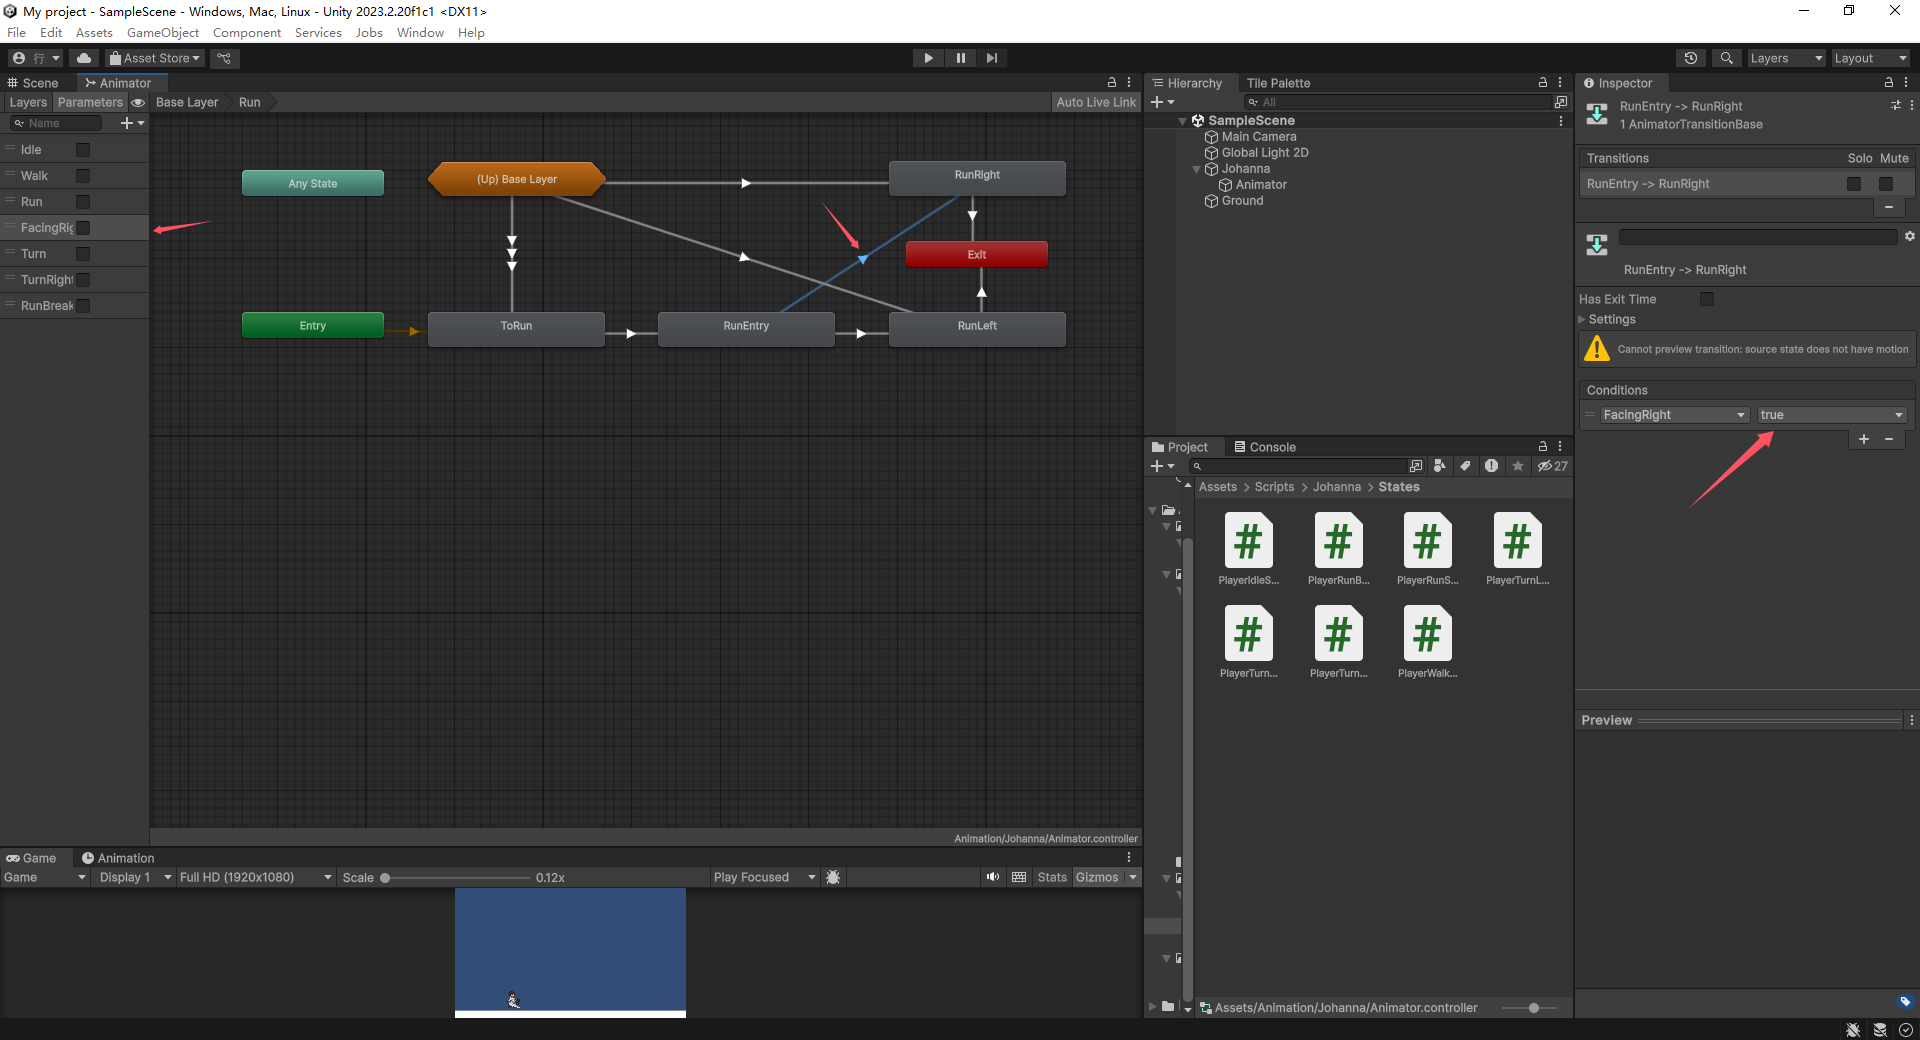 My project - SampleScene - Windows, Mac, Linux - Unity 2023.2.20f1c1 <DX11>
File Edit Assets GameObject Component Services Jobs Window Help
行 Asset Store Layers Layout
Scene Animator
Layers Parameters Base Layer Run Auto Live Link
Name
Idle
Walk
Run
FacingRig
Turn
TurnRight
RunBreak
Any State
(Up) Base Layer
RunRight
Exit
Entry
ToRun
RunEntry
RunLeft
Animation/Johanna/Animator.controller
Game Animation
Game Display 1 Full HD (1920x1080) Scale 0.12x Play Focused Stats Gizmos
Hierarchy Tile Palette
All
SampleScene
Main Camera
Global Light 2D
Johanna
Animator
Ground
Project Console
27
Assets > Scripts > Johanna > States
PlayerIdleS... PlayerRunB... PlayerRunS... PlayerTurnL...
PlayerTurn... PlayerTurn... PlayerWalk...
Assets/Animation/Johanna/Animator.controller
Inspector
RunEntry -> RunRight
1 AnimatorTransitionBase
Transitions Solo Mute
RunEntry -> RunRight
RunEntry -> RunRight
Has Exit Time
Settings
Cannot preview transition: source state does not have motion
Conditions
FacingRight true
Preview